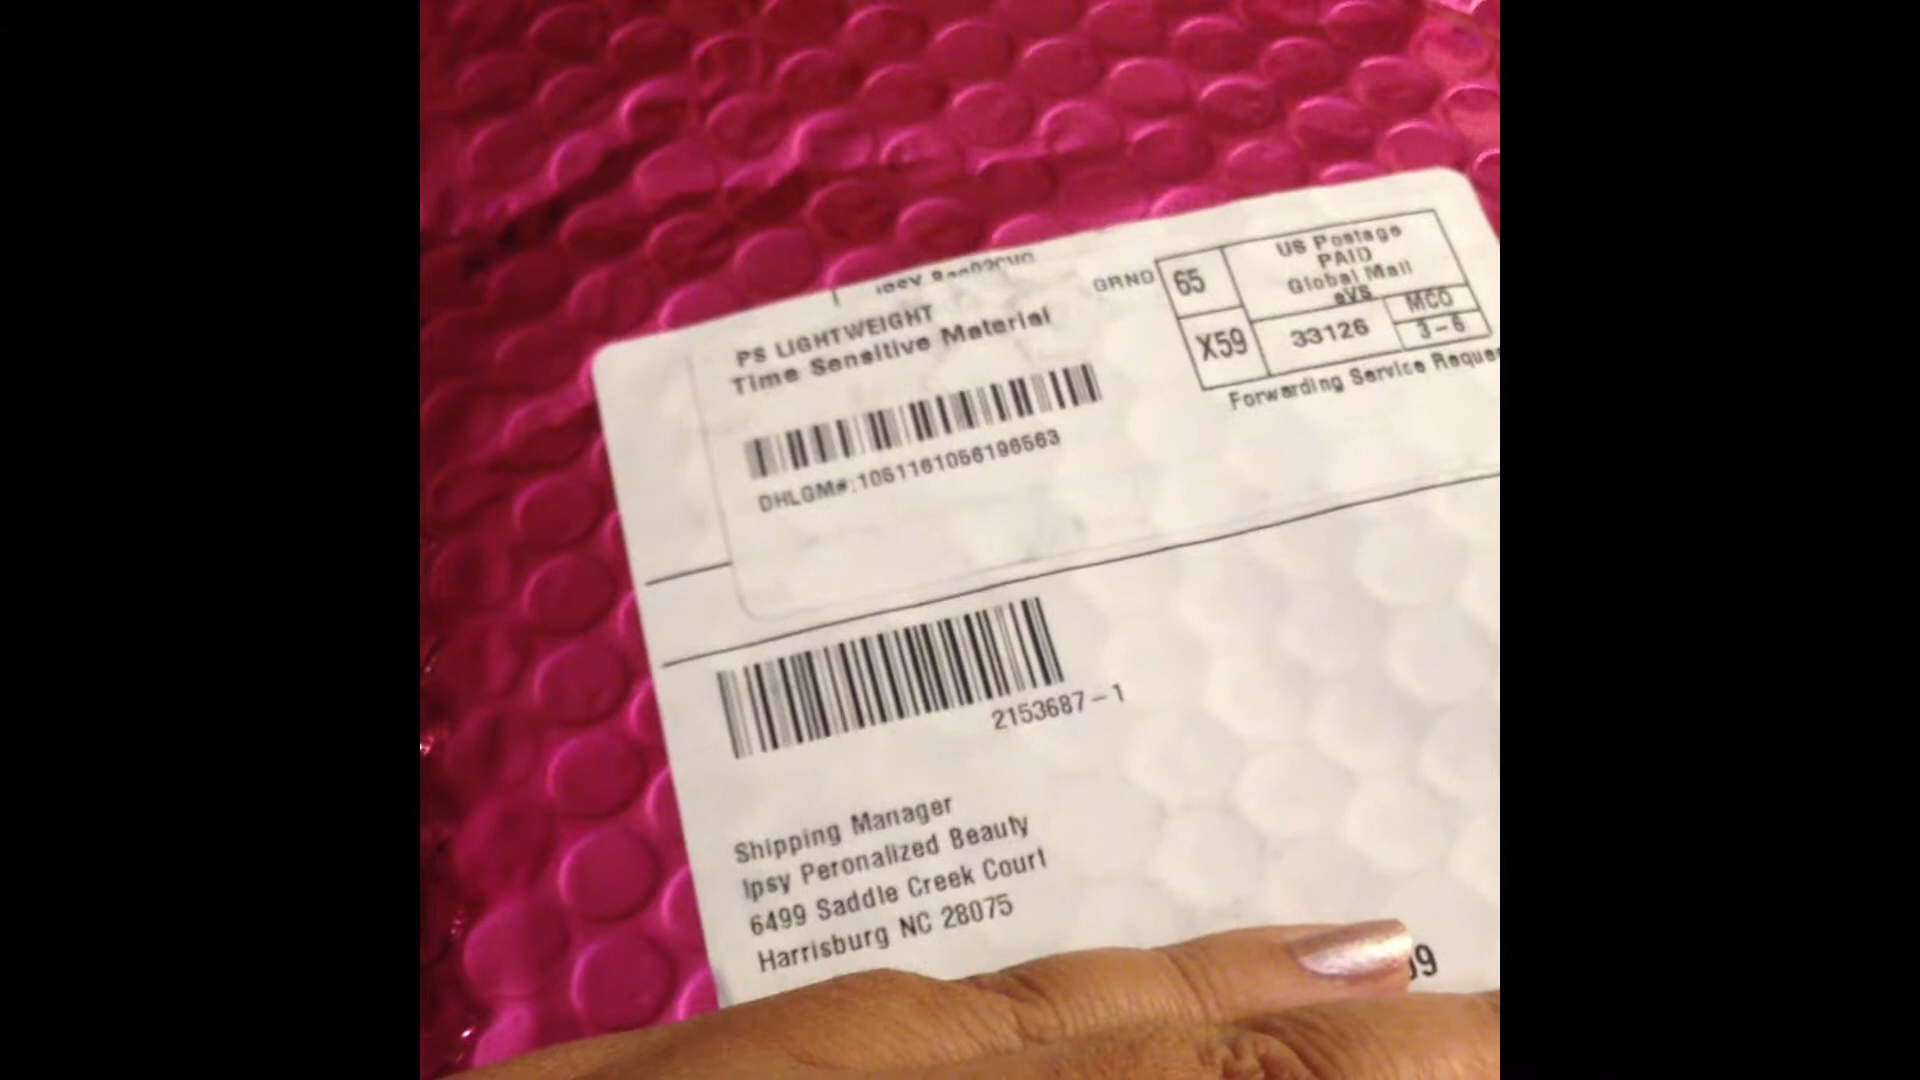 GRND
65
US Postage
PAID
Global Mail
eVS
MCO
X59
33126
3-6
Forwarding Service
PS LIGHTWEIGHT
Time Sensitive Material
DHLGM#:1051161056196563
2153687-1
Shipping Manager
Ipsy Peronalized Beauty
6499 Saddle Creek Court
Harrisburg NC 28075